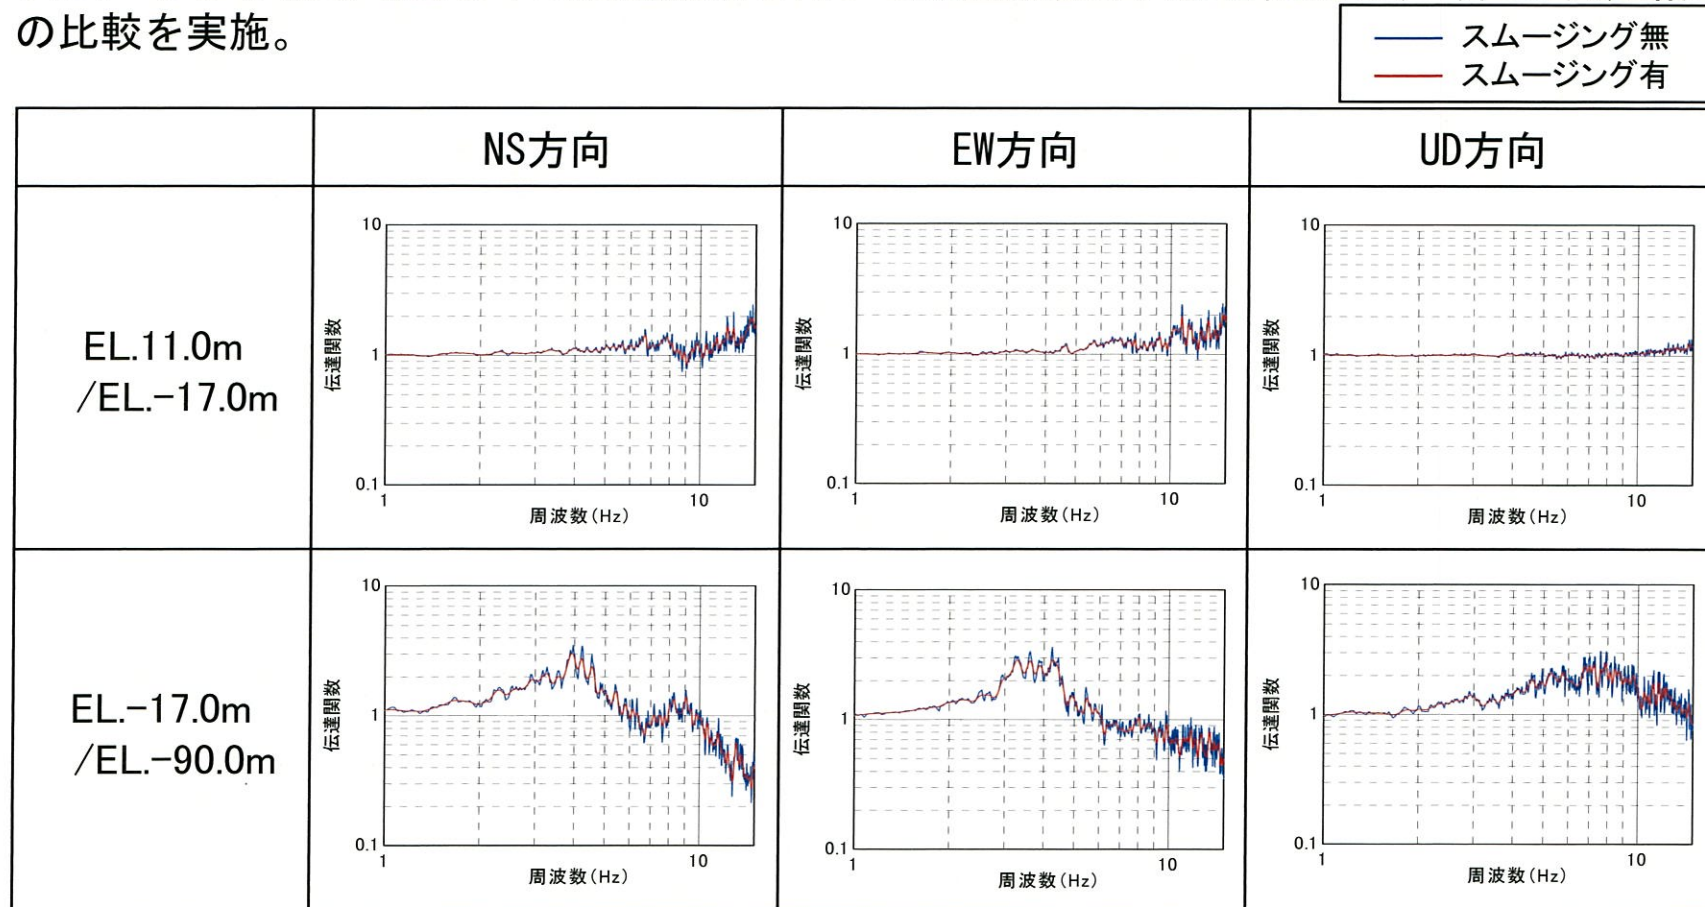 の比較を実施。
スムージング無
スムージング有
NS方向
EW方向
UD方向
EL.11.0m
/EL.-17.0m
10
1
0.1
伝達関数
1
10
周波数(Hz)
10
1
0.1
伝達関数
1
10
周波数(Hz)
10
1
0.1
伝達関数
1
10
周波数(Hz)
EL.-17.0m
/EL.-90.0m
10
1
0.1
伝達関数
1
10
周波数(Hz)
10
1
0.1
伝達関数
1
10
周波数(Hz)
10
1
0.1
伝達関数
1
10
周波数(Hz)